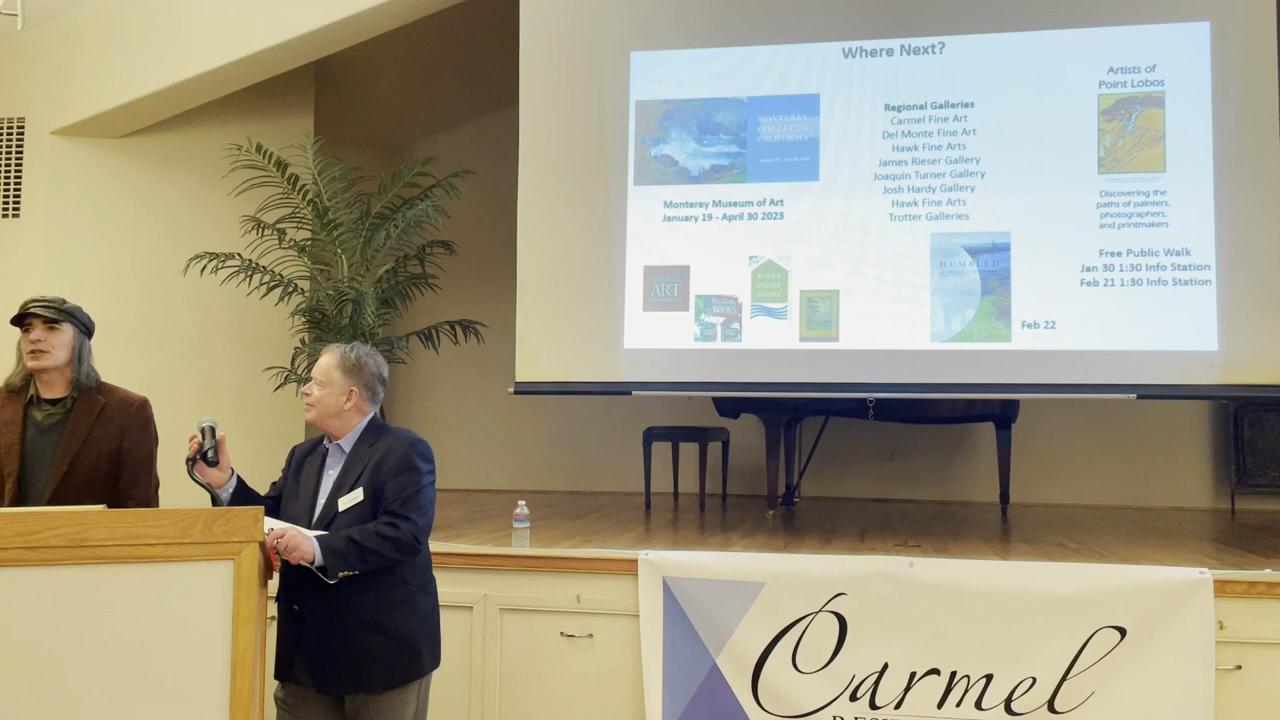 Where Next?
MONTEREY
COLLECTS
CALIFORNIA
Monterey Museum of Art
January 19 - April 30 2023
Regional Galleries
Carmel Fine Art
Del Monte Fine Art
Hawk Fine Arts
James Rieser Gallery
Joaquin Turner Gallery
Josh Hardy Gallery
Hawk Fine Arts
Trotter Galleries
Artists of
Point Lobos
Discovering the
paths of painters,
photographers,
and printmakers
Free Public Walk
Jan 30 1:30 Info Station
Feb 21 1:30 Info Station
CARMEL
ART
BOOKS
RIVER
HOUSE
BOOKS
HUMBLED
Feb 22
Carmel